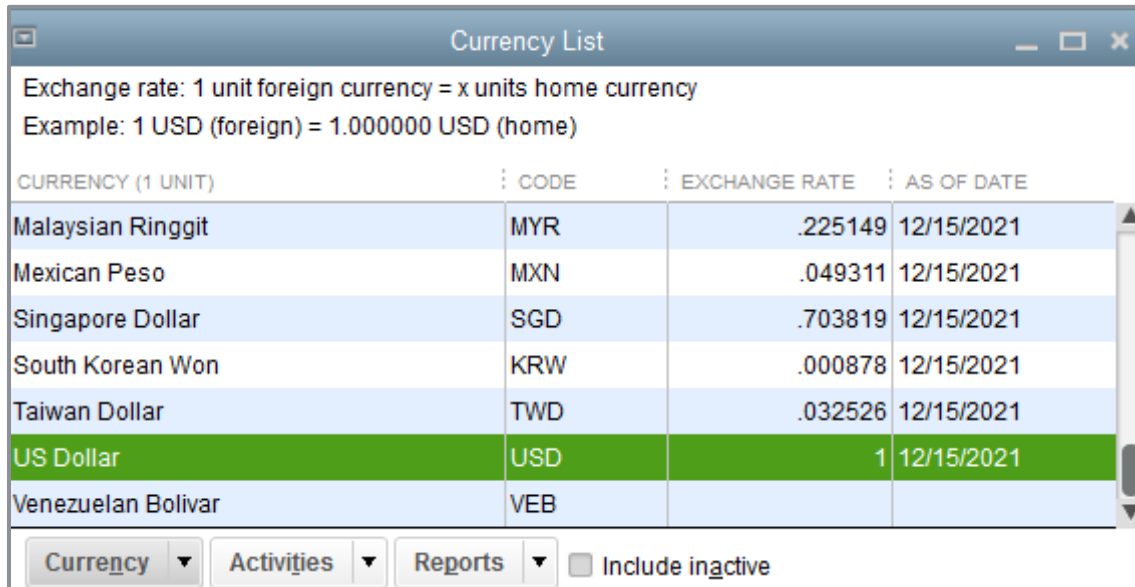 Currency List
Exchange rate: 1 unit foreign currency = x units home currency
Example: 1 USD (foreign) = 1.000000 USD (home)
CURRENCY (1 UNIT) CODE EXCHANGE RATE AS OF DATE
Malaysian Ringgit MYR .225149 12/15/2021
Mexican Peso MXN .049311 12/15/2021
Singapore Dollar SGD .703819 12/15/2021
South Korean Won KRW .000878 12/15/2021
Taiwan Dollar TWD .032526 12/15/2021
US Dollar USD 1 12/15/2021
Venezuelan Bolivar VEB
Currency Activities Reports Include inactive